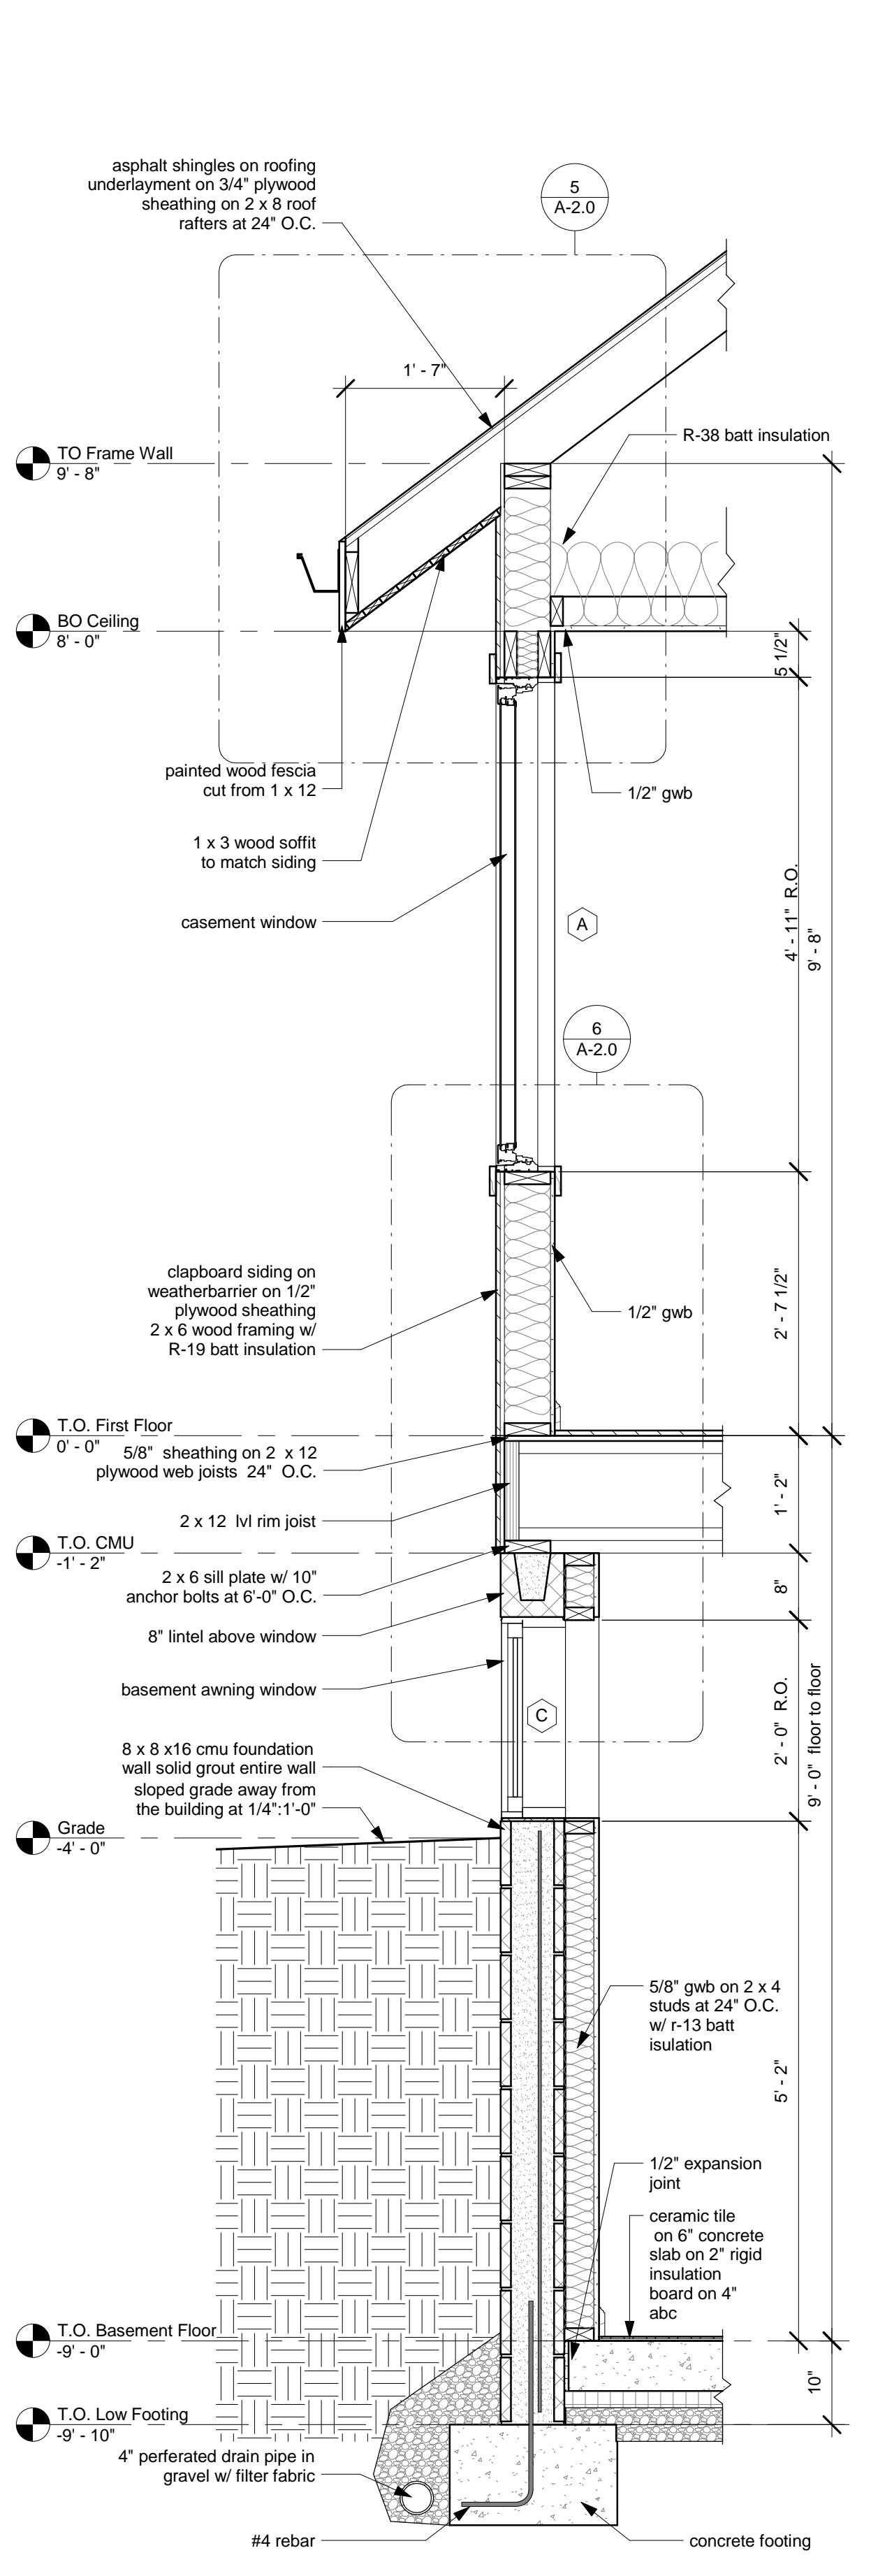 asphalt shingles on roofing
underlayment on 3/4" plywood
sheathing on 2 x 8 roof
rafters at 24" O.C.
5
A-2.0
1' - 7"
R-38 batt insulation
TO Frame Wall
9' - 8"
BO Ceiling
8' - 0"
5 1/2"
painted wood fescia
cut from 1 x 12
1/2" gwb
1 x 3 wood soffit
to match siding
casement window
A
4' - 11" R.O.
9' - 8"
6
A-2.0
clapboard siding on
weatherbarrier on 1/2"
plywood sheathing
2 x 6 wood framing w/
R-19 batt insulation
1/2" gwb
2' - 7 1/2"
T.O. First Floor
0' - 0"
5/8" sheathing on 2 x 12
plywood web joists 24" O.C.
2 x 12 lvl rim joist
1' - 2"
T.O. CMU
-1' - 2"
2 x 6 sill plate w/ 10"
anchor bolts at 6'-0" O.C.
8"
8" lintel above window
basement awning window
C
2' - 0" R.O.
9' - 0" floor to floor
8 x 8 x16 cmu foundation
wall solid grout entire wall
sloped grade away from
the building at 1/4":1'-0"
Grade
-4' - 0"
5/8" gwb on 2 x 4
studs at 24" O.C.
w/ r-13 batt
isulation
5' - 2"
1/2" expansion
joint
ceramic tile
on 6" concrete
slab on 2" rigid
insulation
board on 4"
abc
T.O. Basement Floor
-9' - 0"
10"
T.O. Low Footing
-9' - 10"
4" perferated drain pipe in
gravel w/ filter fabric
#4 rebar
concrete footing